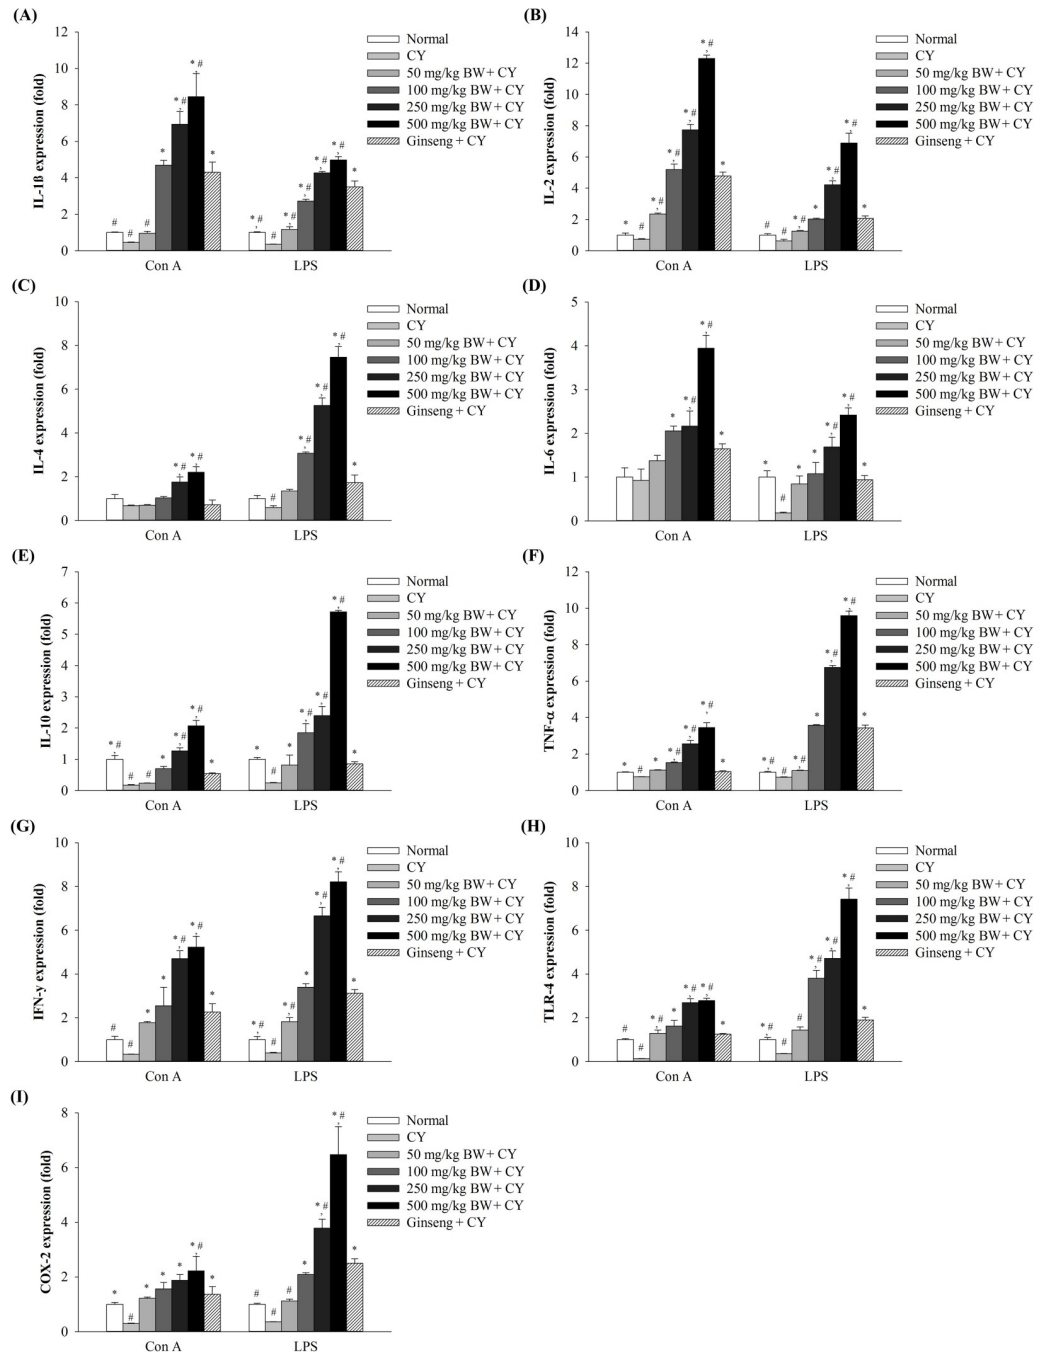 (A)
IL-1ß expression (fold)
12
10
8
6
4
2
0
# # # * *,# *,# * *,# # *,# *,# *,# *,# *
Con A LPS
Normal
CY
50 mg/kg BW+ CY
100 mg/kg BW+ CY
250 mg/kg BW+ CY
500 mg/kg BW+ CY
Ginseng + CY
(B)
IL-2 expression (fold)
14
12
10
8
6
4
2
0
* # *,# *,# *,# *,# * # # *,# * *,# *,# *
Con A LPS
Normal
CY
50 mg/kg BW+ CY
100 mg/kg BW+ CY
250 mg/kg BW+ CY
500 mg/kg BW+ CY
Ginseng + CY
(C)
IL-4 expression (fold)
10
8
6
4
2
0
*,# *,# # *,# *,# *,# *
Con A LPS
Normal
CY
50 mg/kg BW+ CY
100 mg/kg BW+ CY
250 mg/kg BW+ CY
500 mg/kg BW+ CY
Ginseng + CY
(D)
IL-6 expression (fold)
5
4
3
2
1
0
* *,# *,# * * # * * *,# *,# *
Con A LPS
Normal
CY
50 mg/kg BW+ CY
100 mg/kg BW+ CY
250 mg/kg BW+ CY
500 mg/kg BW+ CY
Ginseng + CY
(E)
IL-10 expression (fold)
7
6
5
4
3
2
1
0
*,# # # * *,# *,# * * # * *,# *,# *,# *
Con A LPS
Normal
CY
50 mg/kg BW+ CY
100 mg/kg BW+ CY
250 mg/kg BW+ CY
500 mg/kg BW+ CY
Ginseng + CY
(F)
TNF-α expression (fold)
12
10
8
6
4
2
0
* # * *,# *,# *,# * *,# # *,# * *,# *,# *
Con A LPS
Normal
CY
50 mg/kg BW+ CY
100 mg/kg BW+ CY
250 mg/kg BW+ CY
500 mg/kg BW+ CY
Ginseng + CY
(G)
IFN-y expression (fold)
10
8
6
4
2
0
# # * * *,# *,# * *,# # *,# * *,# *,# *
Con A LPS
Normal
CY
50 mg/kg BW+ CY
100 mg/kg BW+ CY
250 mg/kg BW+ CY
500 mg/kg BW+ CY
Ginseng + CY
(H)
TLR-4 expression (fold)
10
8
6
4
2
0
# # *,# * *,# *,# * *,# # # *,# *,# *,# *
Con A LPS
Normal
CY
50 mg/kg BW+ CY
100 mg/kg BW+ CY
250 mg/kg BW+ CY
500 mg/kg BW+ CY
Ginseng + CY
(I)
COX-2 expression (fold)
8
6
4
2
0
* # * * * *,# * # # # * *,# *,# *
Con A LPS
Normal
CY
50 mg/kg BW+ CY
100 mg/kg BW+ CY
250 mg/kg BW+ CY
500 mg/kg BW+ CY
Ginseng + CY